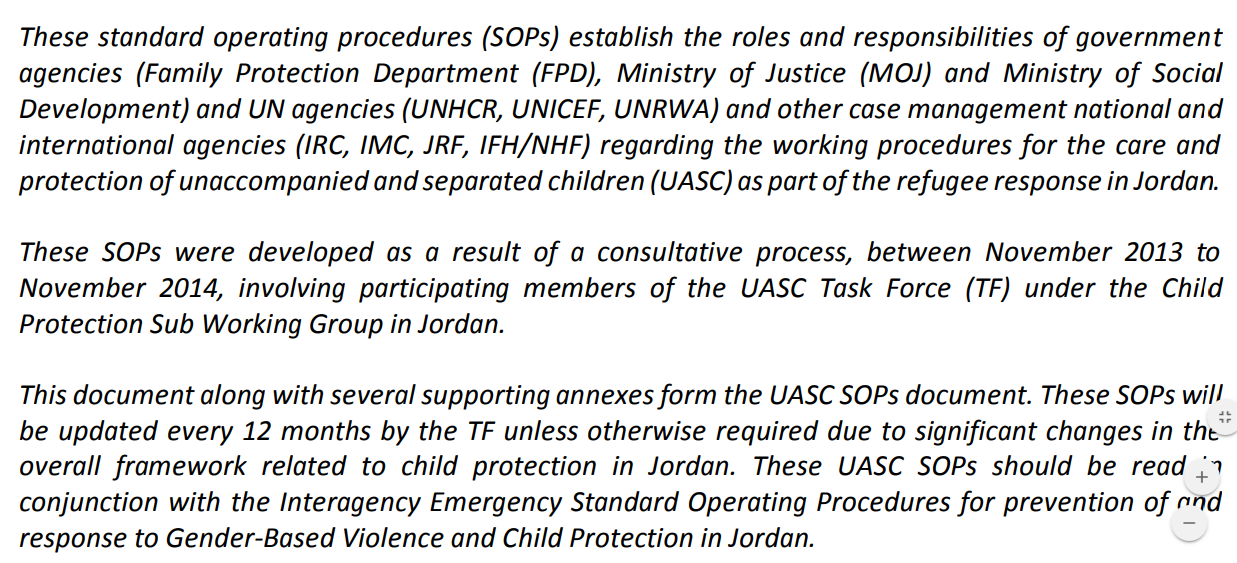 These standard operating procedures (SOPs) establish the roles and responsibilities of government
agencies (Family Protection Department (FPD), Ministry of Justice (MOJ) and Ministry of Social
Development) and UN agencies (UNHCR, UNICEF, UNRWA) and other case management national and
international agencies (IRC, IMC, JRF, IFH/NHF) regarding the working procedures for the care and
protection of unaccompanied and separated children (UASC) as part of the refugee response in Jordan.
These SOPs were developed as a result of a consultative process, between November 2013 to
November 2014, involving participating members of the UASC Task Force (TF) under the Child
Protection Sub Working Group in Jordan.
This document along with several supporting annexes form the UASC SOPs document. These SOPs will
be updated every 12 months by the TF unless otherwise required due to significant changes in the
overall framework related to child protection in Jordan. These UASC SOPs should be read in
conjunction with the Interagency Emergency Standard Operating Procedures for prevention of and
response to Gender-Based Violence and Child Protection in Jordan.